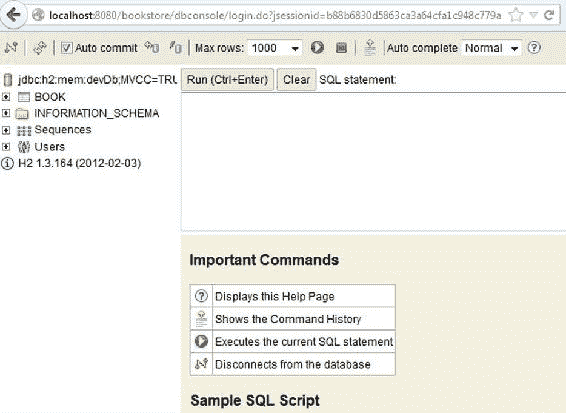 localhost:8080/bookstore/dbconsole/login.do?jsessionid=b88b6830d5863ca3a64cfa1c948c779a
Auto commit Max rows: 1000 Auto complete Normal
jdbc:h2:mem:devDb;MVCC=TRU
BOOK
INFORMATION_SCHEMA
Sequences
Users
H2 1.3.164 (2012-02-03)
Run (Ctrl+Enter) Clear SQL statement:
Important Commands
Displays this Help Page
Shows the Command History
Executes the current SQL statement
Disconnects from the database
Sample SQL Script